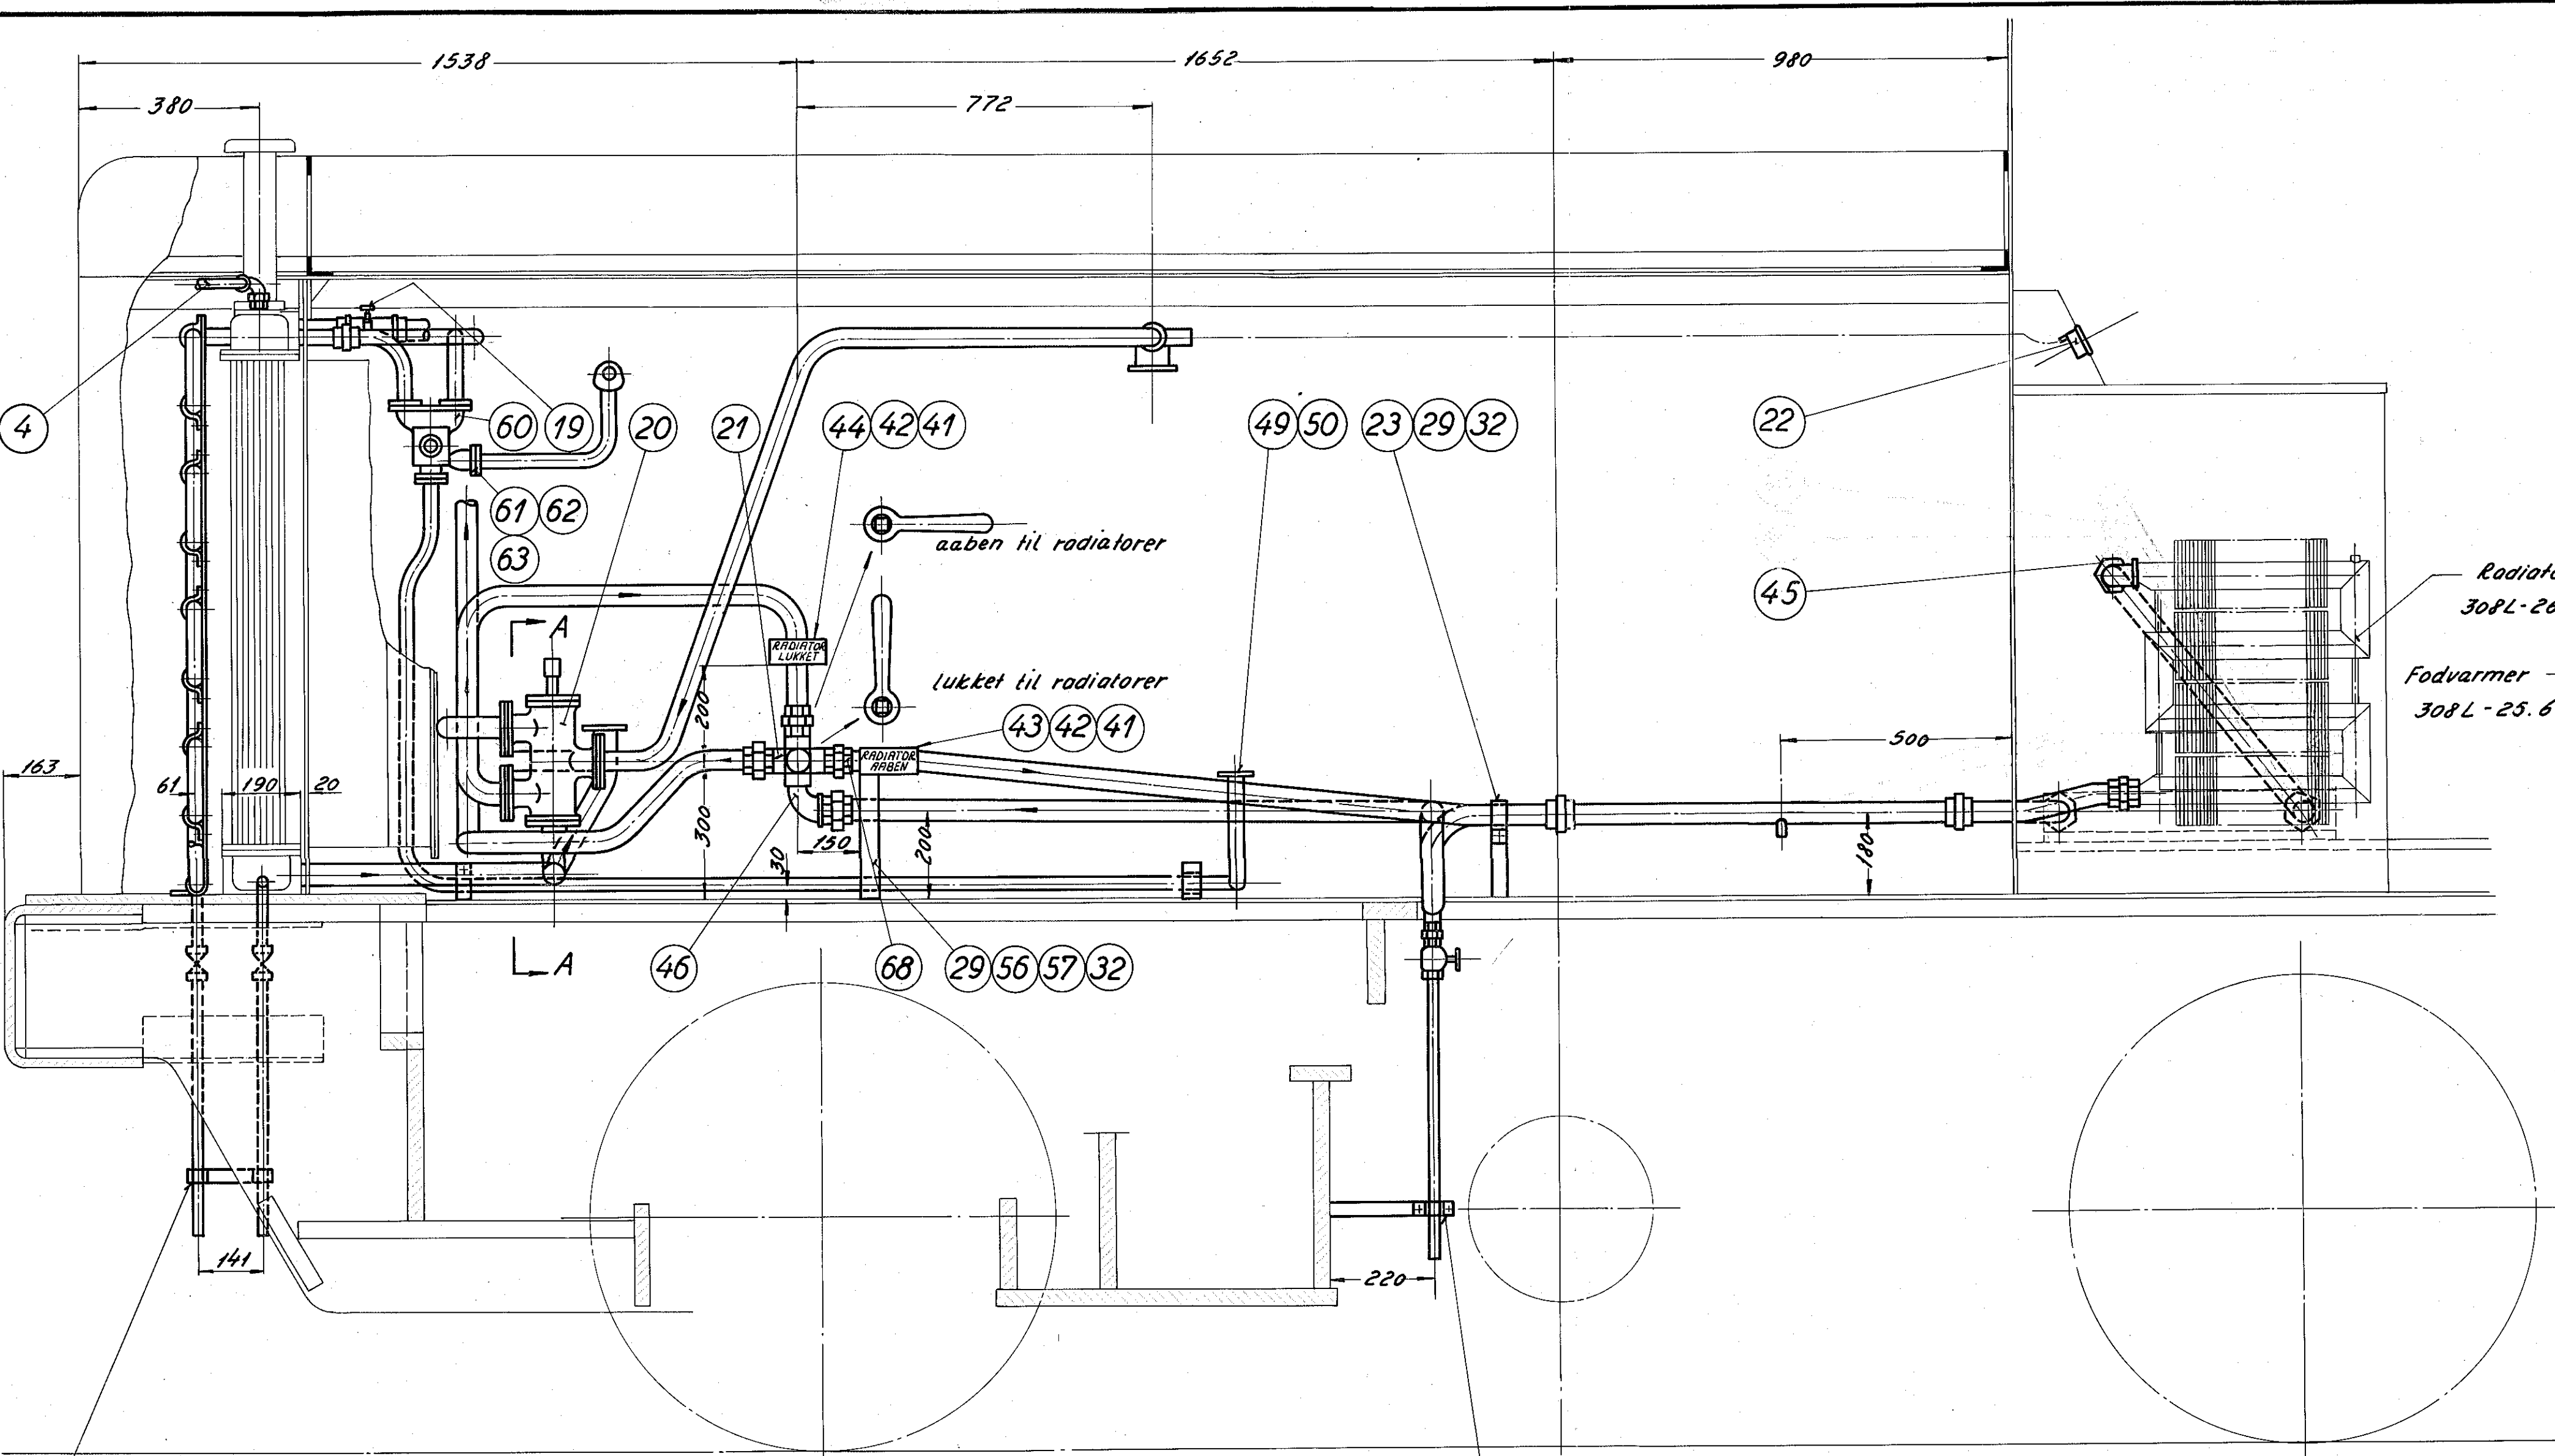 1538
1652
980
380
772
4
60
19
20
21
44 42 41
49 50
23 29 32
22
61 62
63
aaben til radiatorer
45
308L-26
A
RADIATOR
LUKKET
lukket til radiatorer
Fodvarmer
308L-25.6
200
43 42 41
RADIATOR
AABEN
500
163
61
190
20
300
30
150
200
180
A
46
68
29 56 57 32
141
220